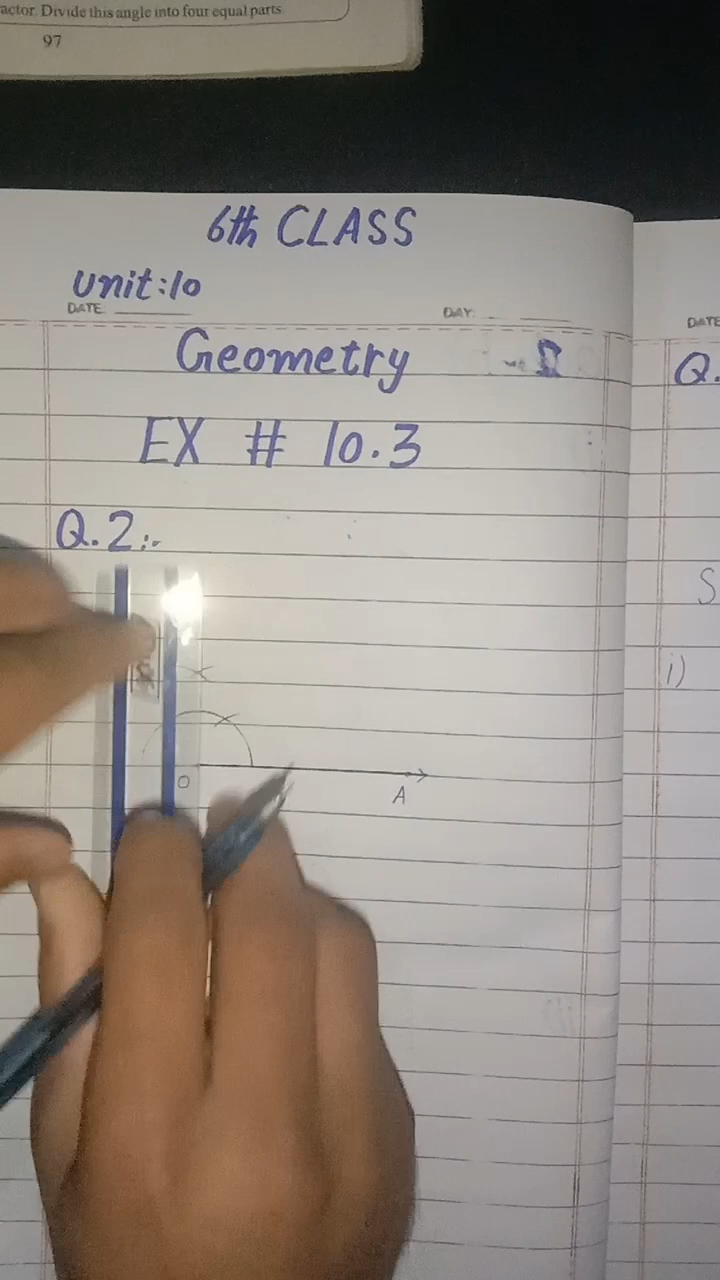 actor. Divide this angle into four equal parts
97
6th CLASS
Unit:10
DATE
DAY:
Geometry
EX # 10.3
Q.2:-
O
A
DATE
Q.
S
i)